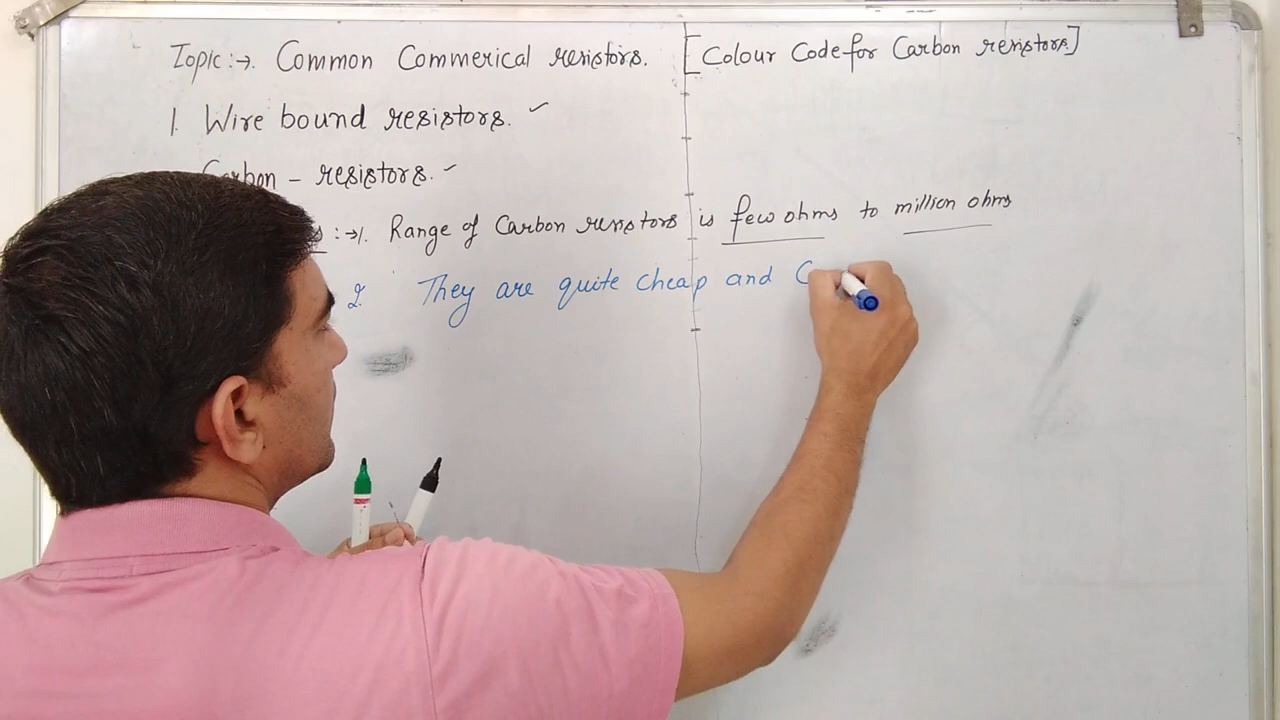 Topic:→. Common Commerical resistors. [Colour Code for Carbon resistors]
1. Wire bound resistors. ✓
Carbon – resistors. ✓
:→1. Range of Carbon resistors is few ohms to million ohms
2. They are quite cheap and C